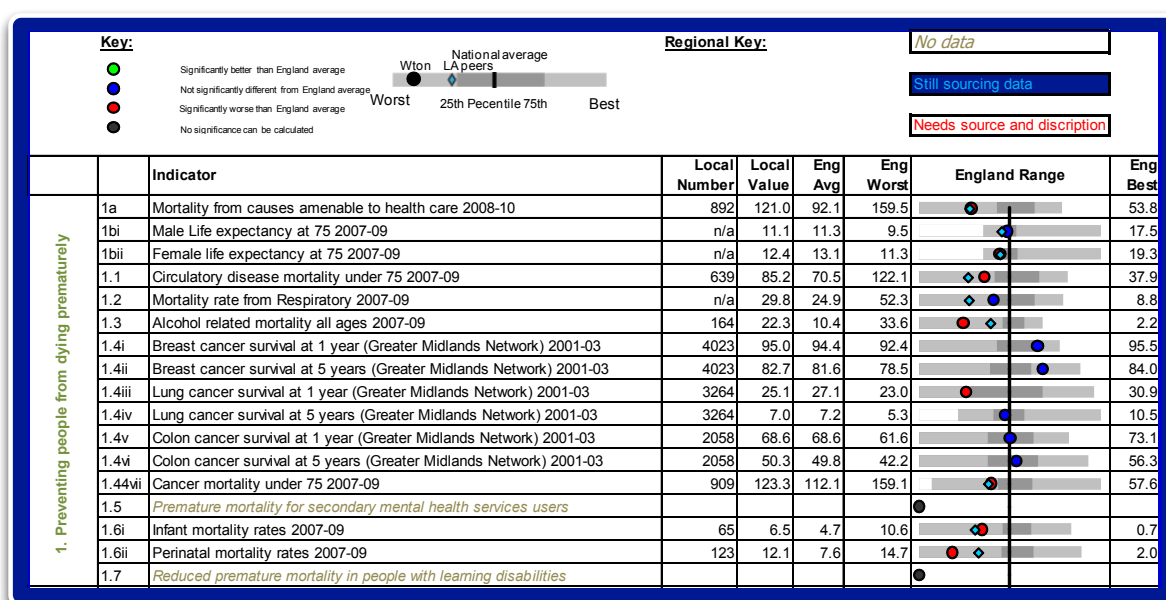 Key:
Significantly better than England average
Not significantly different from England average
Significantly worse than England average
No significance can be calculated
National average
Wton LA peers
Worst 25th Pecentile 75th Best
Regional Key:
No data
Still sourcing data
Needs source and discription
Indicator Local Number Local Value Eng Avg Eng Worst England Range Eng Best
1. Preventing people from dying prematurely
1a Mortality from causes amenable to health care 2008-10 892 121.0 92.1 159.5 53.8
1bi Male Life expectancy at 75 2007-09 n/a 11.1 11.3 9.5 17.5
1bii Female life expectancy at 75 2007-09 n/a 12.4 13.1 11.3 19.3
1.1 Circulatory disease mortality under 75 2007-09 639 85.2 70.5 122.1 37.9
1.2 Mortality rate from Respiratory 2007-09 n/a 29.8 24.9 52.3 8.8
1.3 Alcohol related mortality all ages 2007-09 164 22.3 10.4 33.6 2.2
1.4i Breast cancer survival at 1 year (Greater Midlands Network) 2001-03 4023 95.0 94.4 92.4 95.5
1.4ii Breast cancer survival at 5 years (Greater Midlands Network) 2001-03 4023 82.7 81.6 78.5 84.0
1.4iii Lung cancer survival at 1 year (Greater Midlands Network) 2001-03 3264 25.1 27.1 23.0 30.9
1.4iv Lung cancer survival at 5 years (Greater Midlands Network) 2001-03 3264 7.0 7.2 5.3 10.5
1.4v Colon cancer survival at 1 year (Greater Midlands Network) 2001-03 2058 68.6 68.6 61.6 73.1
1.4vi Colon cancer survival at 5 years (Greater Midlands Network) 2001-03 2058 50.3 49.8 42.2 56.3
1.44vii Cancer mortality under 75 2007-09 909 123.3 112.1 159.1 57.6
1.5 Premature mortality for secondary mental health services users
1.6i Infant mortality rates 2007-09 65 6.5 4.7 10.6 0.7
1.6ii Perinatal mortality rates 2007-09 123 12.1 7.6 14.7 2.0
1.7 Reduced premature mortality in people with learning disabilities